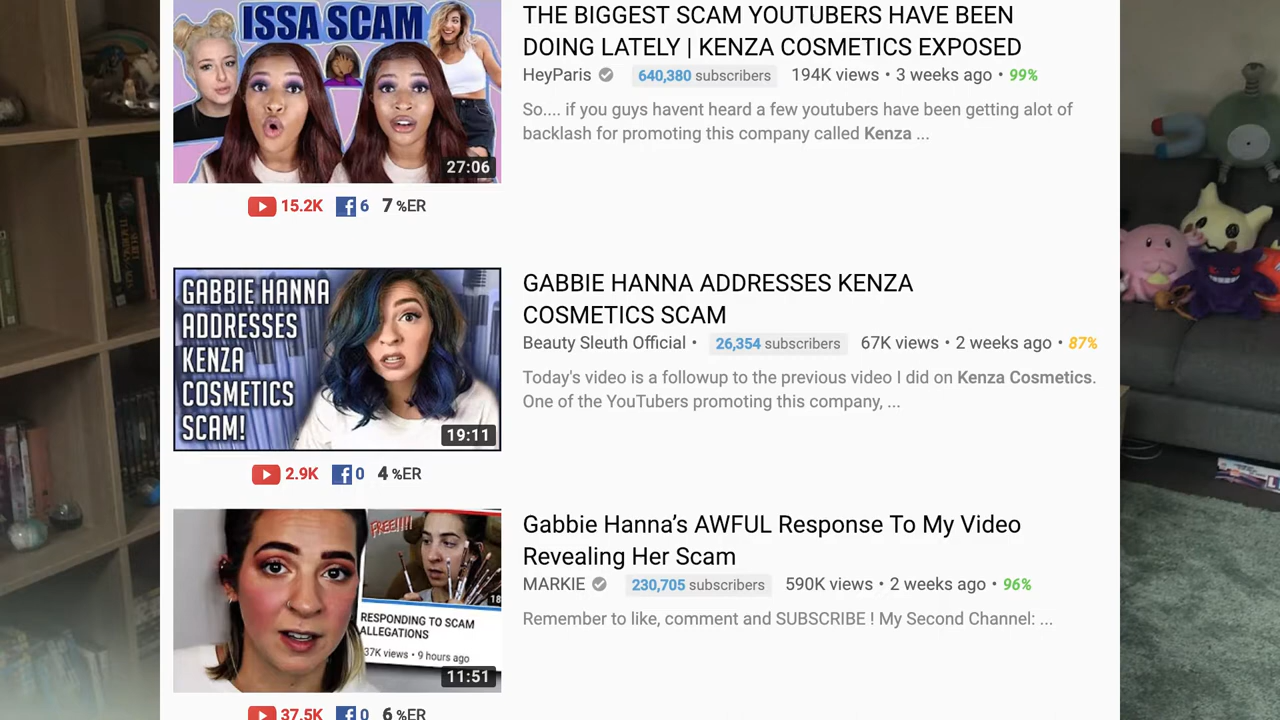 ISSA SCAM
27:06
THE BIGGEST SCAM YOUTUBERS HAVE BEEN
DOING LATELY | KENZA COSMETICS EXPOSED
HeyParis 640,380 subscribers 194K views • 3 weeks ago • 99%
So.... if you guys havent heard a few youtubers have been getting alot of
backlash for promoting this company called Kenza ...
15.2K 6 7 %ER
GABBIE HANNA
ADDRESSES
KENZA
COSMETICS
SCAM!
19:11
GABBIE HANNA ADDRESSES KENZA
COSMETICS SCAM
Beauty Sleuth Official • 26,354 subscribers 67K views • 2 weeks ago • 87%
Today's video is a followup to the previous video I did on Kenza Cosmetics.
One of the YouTubers promoting this company, ...
2.9K 0 4 %ER
FREE!!!!
18
RESPONDING TO SCAM
ALLEGATIONS
37K views • 9 hours ago
11:51
Gabbie Hanna’s AWFUL Response To My Video
Revealing Her Scam
MARKIE 230,705 subscribers 590K views • 2 weeks ago • 96%
Remember to like, comment and SUBSCRIBE ! My Second Channel: ...
37.5K 0 6 %ER